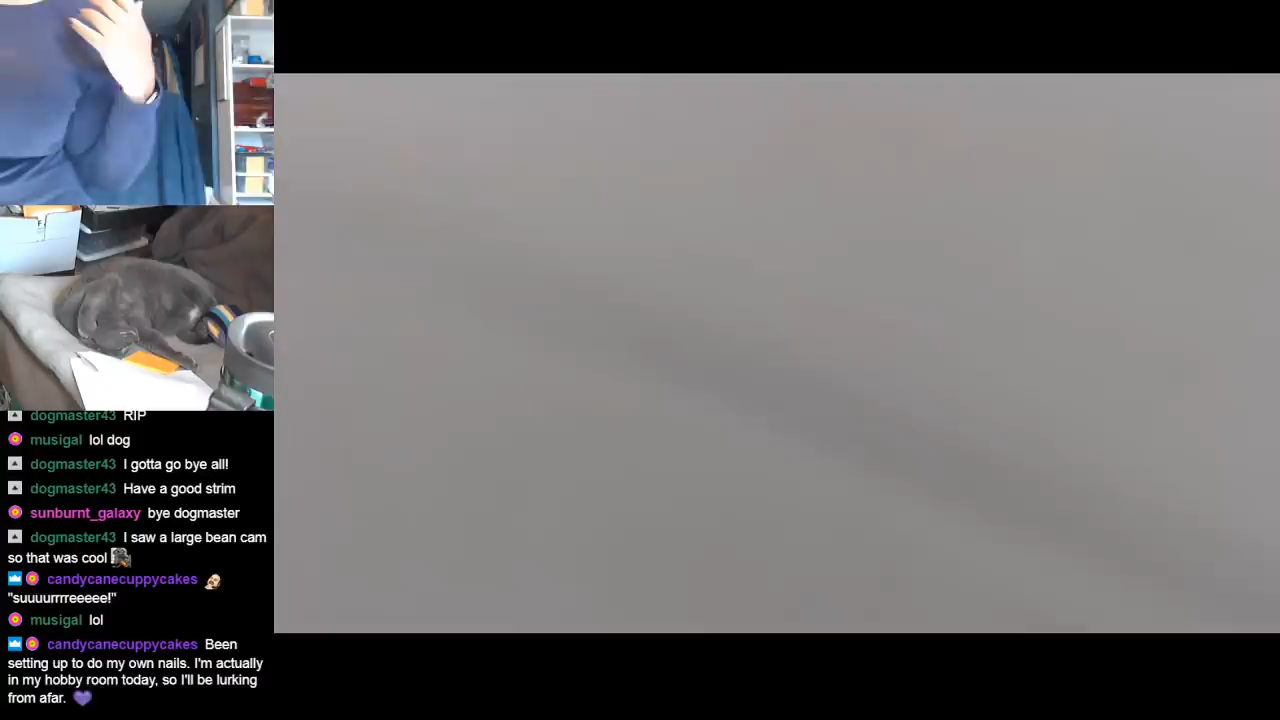 dogmaster43 RIP
musigal lol dog
dogmaster43 I gotta go bye all!
dogmaster43 Have a good strim
sunburnt_galaxy bye dogmaster
dogmaster43 I saw a large bean cam
so that was cool
candycanecuppycakes
"suuuurrrreeeee!"
musigal lol
candycanecuppycakes Been
setting up to do my own nails. I'm actually
in my hobby room today, so I'll be lurking
from afar.